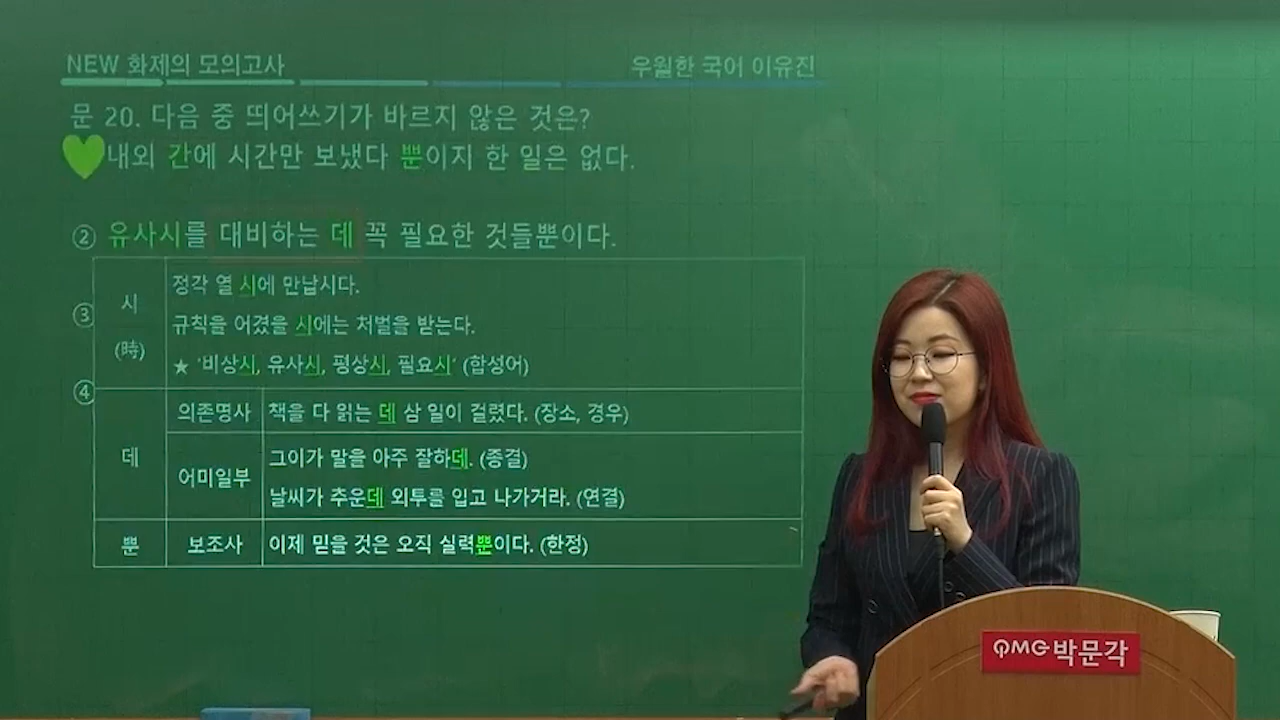 NEW 화제의 모의고사
우월한 국어 이유진
문 20. 다음 중 띄어쓰기가 바르지 않은 것은?
내외 간에 시간만 보냈다 뿐이지 한 일은 없다.
② 유사시를 대비하는 데 꼭 필요한 것들뿐이다.
③
④
시
(時)
정각 열 시에 만납시다.
규칙을 어겼을 시에는 처벌을 받는다.
★ '비상시, 유사시, 평상시, 필요시' (합성어)
데
의존명사
책을 다 읽는 데 삼 일이 걸렸다. (장소, 경우)
어미일부
그이가 말을 아주 잘하데. (종결)
날씨가 추운데 외투를 입고 나가거라. (연결)
뿐
보조사
이제 믿을 것은 오직 실력뿐이다. (한정)
PMG 박문각